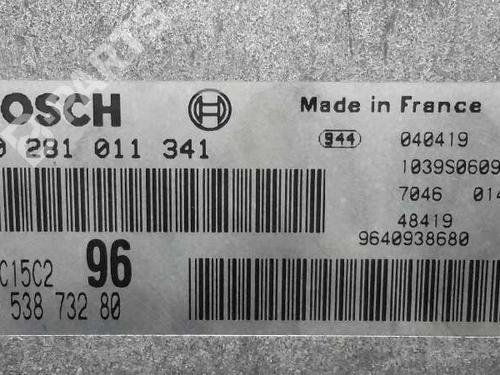 OSCH
Made in France
0 281 011 341
944
040419
1039S0609
7046 014
48419
9640938680
C15C2 96
538 732 80